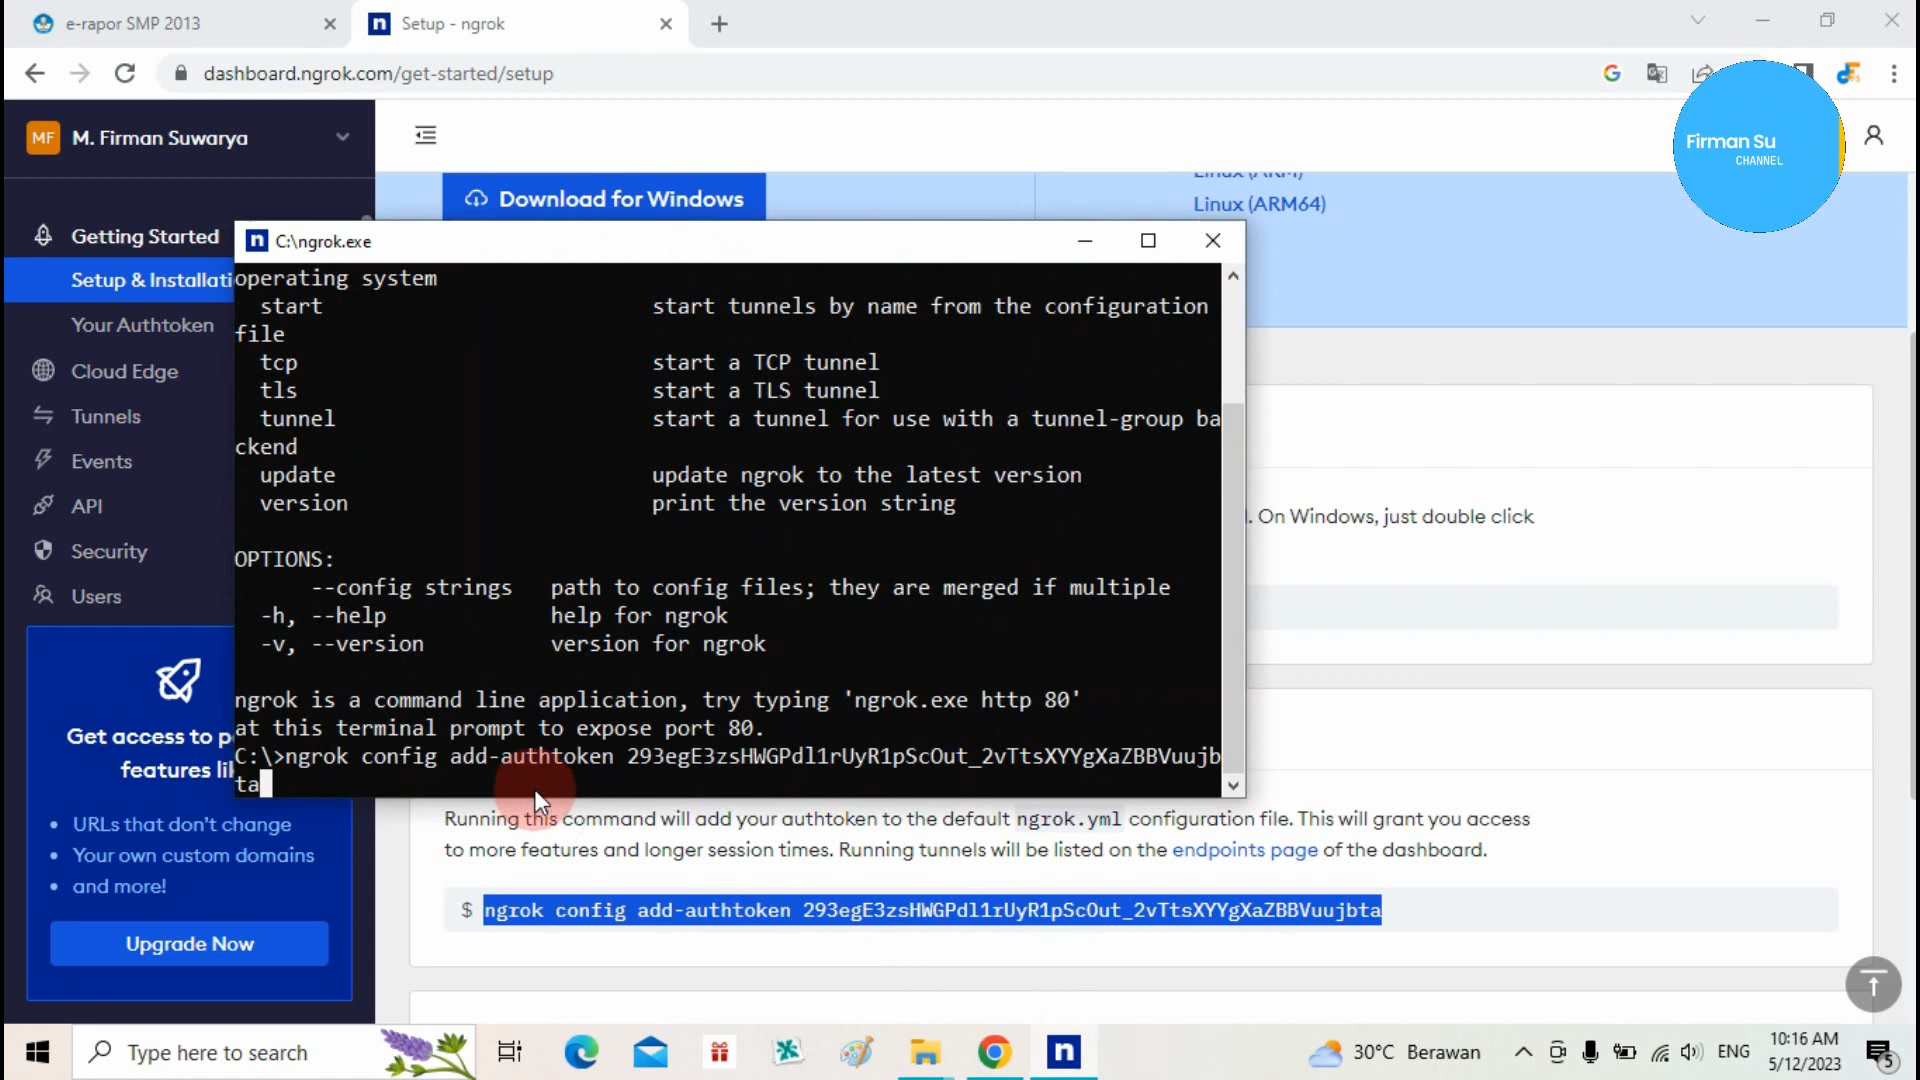 e-rapor SMP 2013
Setup - ngrok
dashboard.ngrok.com/get-started/setup
MF M. Firman Suwarya
Firman Su
CHANNEL
Download for Windows
Linux (ARM)
Linux (ARM64)
Getting Started
Setup & Installati
Your Authtoken
Cloud Edge
Tunnels
Events
API
Security
Users
Get access to p
features lik
URLs that don't change
Your own custom domains
and more!
Upgrade Now
C:\ngrok.exe
operating system
start start tunnels by name from the configuration
file
tcp start a TCP tunnel
tls start a TLS tunnel
tunnel start a tunnel for use with a tunnel-group ba
ckend
update update ngrok to the latest version
version print the version string
OPTIONS:
--config strings path to config files; they are merged if multiple
-h, --help help for ngrok
-v, --version version for ngrok
ngrok is a command line application, try typing 'ngrok.exe http 80'
at this terminal prompt to expose port 80.
C:\>ngrok config add-authtoken 293egE3zsHWGPdl1rUyR1pScOut_2vTtsXYYgXaZBBVuujb
ta
. On Windows, just double click
Running this command will add your authtoken to the default ngrok.yml configuration file. This will grant you access
to more features and longer session times. Running tunnels will be listed on the endpoints page of the dashboard.
$ ngrok config add-authtoken 293egE3zsHWGPdl1rUyR1pScOut_2vTtsXYYgXaZBBVuujbta
Type here to search
30°C Berawan
ENG
10:16 AM
5/12/2023
5